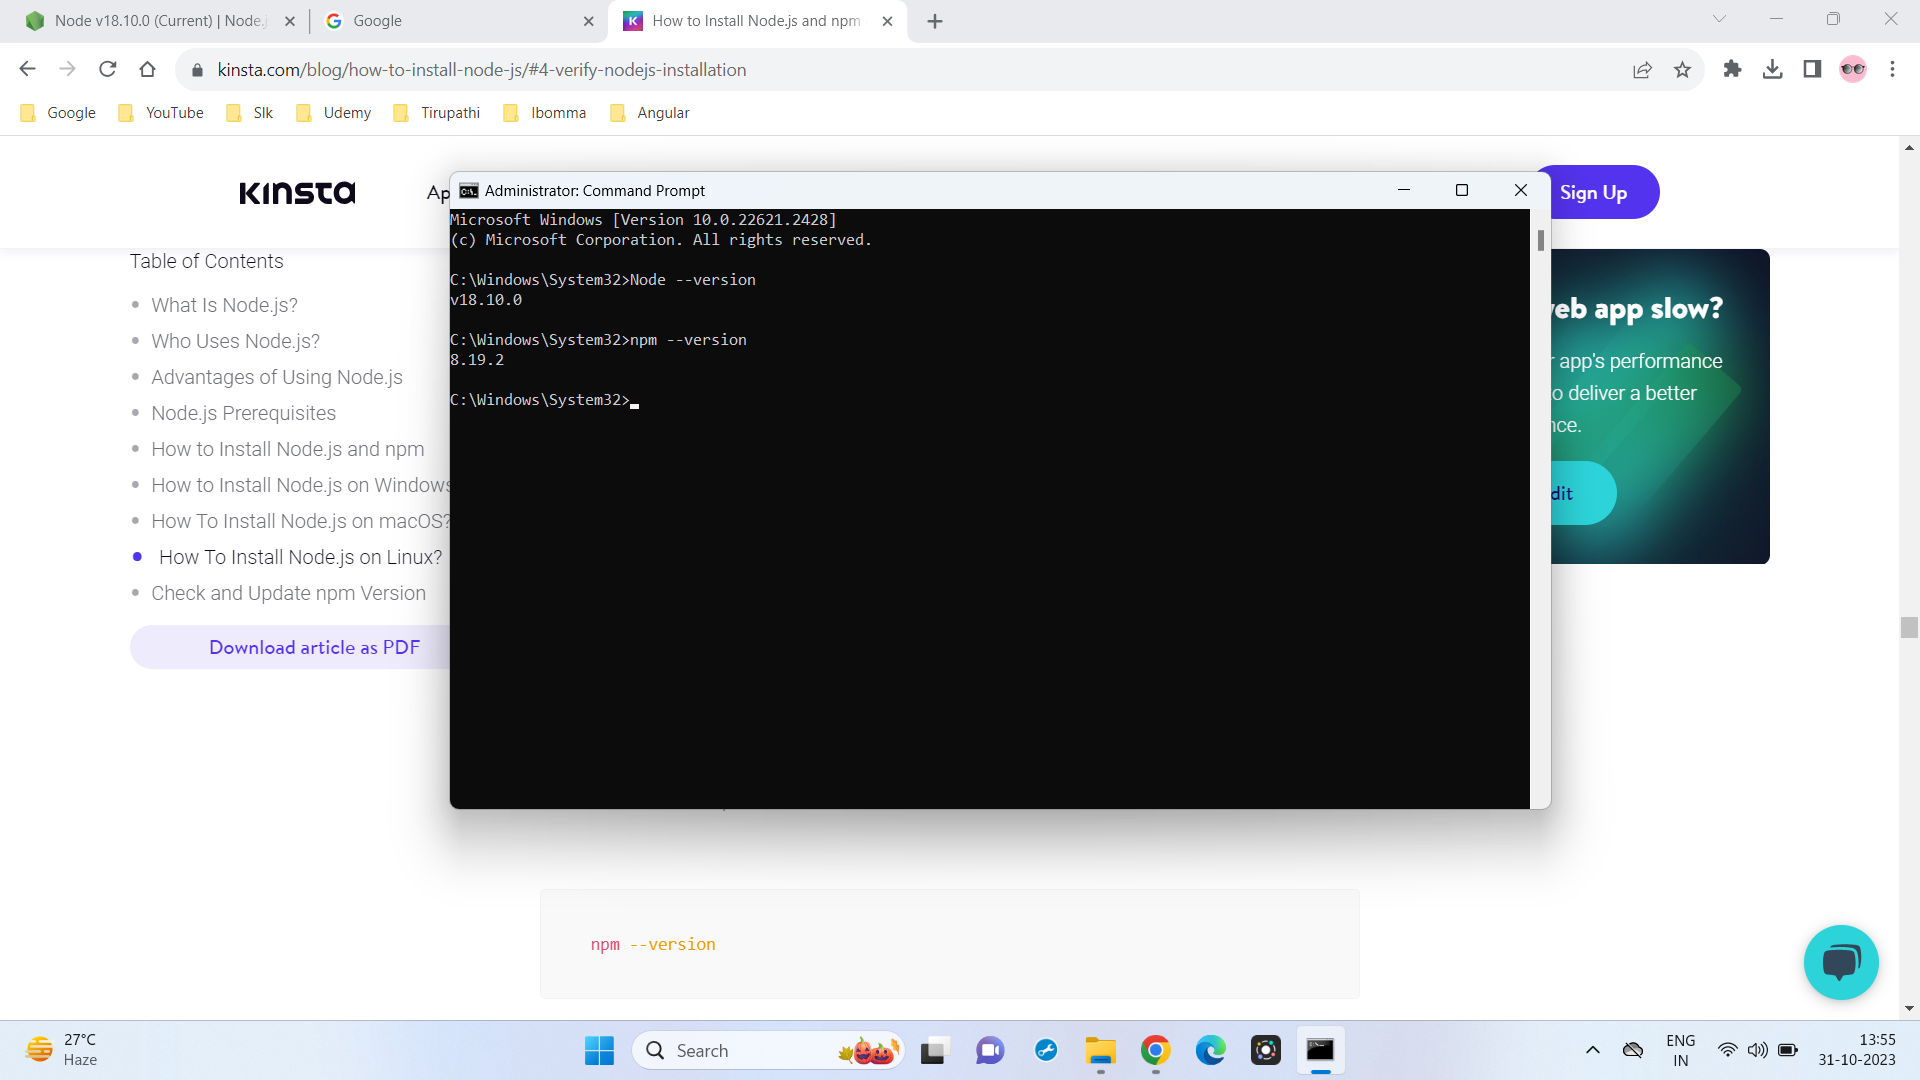 Node v18.10.0 (Current) | Node.j
Google
How to Install Node.js and npm
kinsta.com/blog/how-to-install-node-js/#4-verify-nodejs-installation
Google
YouTube
Slk
Udemy
Tirupathi
Ibomma
Angular
KINSTA
Ap
Sign Up
Table of Contents
What Is Node.js?
Who Uses Node.js?
Advantages of Using Node.js
Node.js Prerequisites
How to Install Node.js and npm
How to Install Node.js on Windows
How To Install Node.js on macOS?
How To Install Node.js on Linux?
Check and Update npm Version
Download article as PDF
Administrator: Command Prompt
Microsoft Windows [Version 10.0.22621.2428]
(c) Microsoft Corporation. All rights reserved.
C:\Windows\System32>Node --version
v18.10.0
C:\Windows\System32>npm --version
8.19.2
C:\Windows\System32>
eb app slow?
app's performance
o deliver a better
nce.
dit
npm --version
27°C
Haze
Search
ENG
IN
13:55
31-10-2023